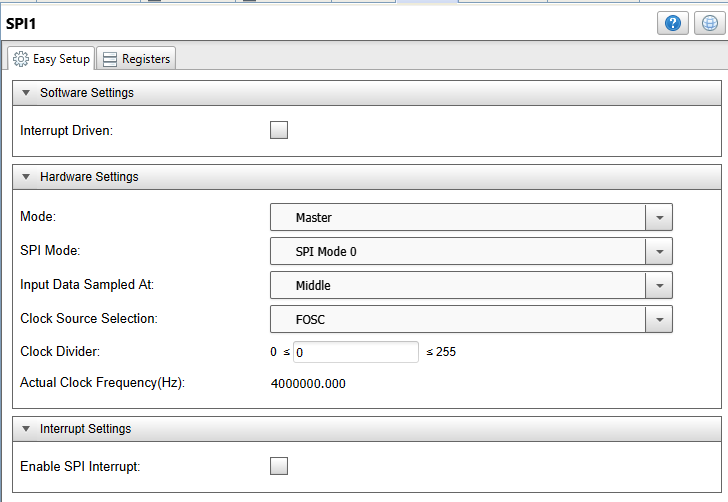 SPI1
?
Easy Setup Registers
Software Settings
Interrupt Driven:
Hardware Settings
Mode: Master
SPI Mode: SPI Mode 0
Input Data Sampled At: Middle
Clock Source Selection: FOSC
Clock Divider: 0 ≤ 0 ≤ 255
Actual Clock Frequency(Hz): 4000000.000
Interrupt Settings
Enable SPI Interrupt: